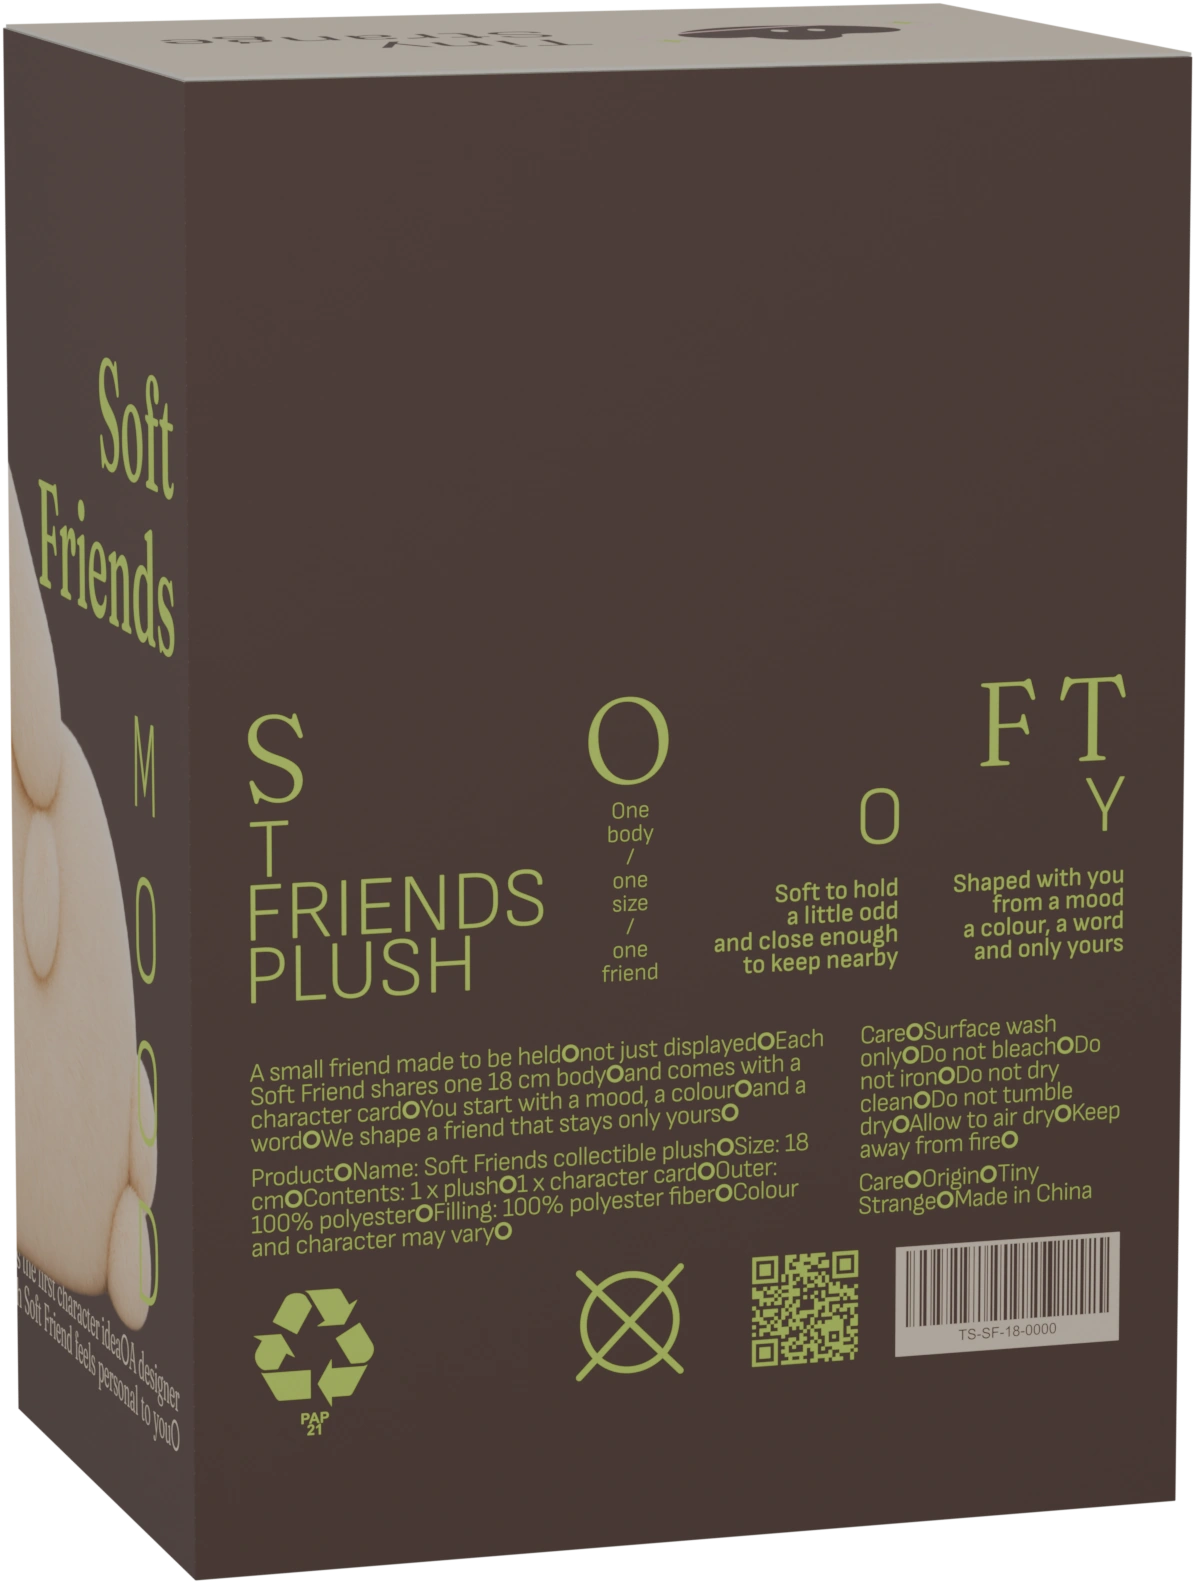 Tiny
Strange
Soft
Friends
M
O
O
D
the first character ideaOA designer
Soft Friend feels personal to youO
S O FT
T O Y
FRIENDS
PLUSH
One
body
/
one
size
/
one
friend
Soft to hold
a little odd
and close enough
to keep nearby
Shaped with you
from a mood
a colour, a word
and only yours
A small friend made to be heldOnot just displayedOEach
Soft Friend shares one 18 cm bodyOand comes with a
character cardOYou start with a mood, a colourOand a
wordOWe shape a friend that stays only yoursO
ProductOName: Soft Friends collectible plushOSize: 18
cmOContents: 1 x plushO1 x character cardOOuter:
100% polyesterOFilling: 100% polyester fiberOColour
and character may varyO
CareOSurface wash
onlyODo not bleachODo
not ironODo not dry
cleanODo not tumble
dryOAllow to air dryOKeep
away from fireO
CareOOriginOTiny
StrangeOMade in China
PAP
21
TS-SF-18-0000